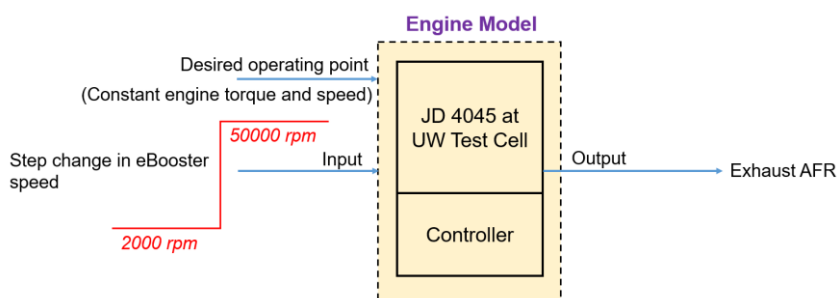 Engine Model
Desired operating point
(Constant engine torque and speed)
50000 rpm
Step change in eBooster
speed
2000 rpm
Input
JD 4045 at
UW Test Cell
Controller
Output
Exhaust AFR